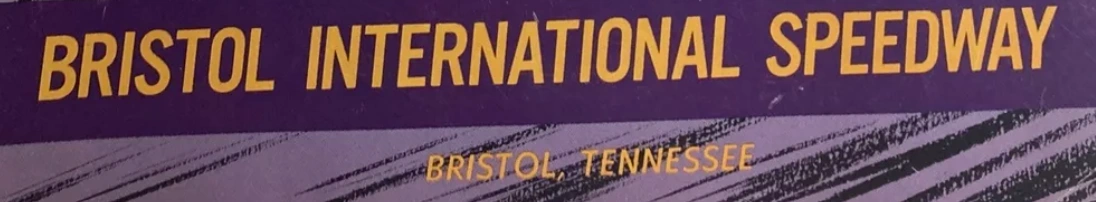 BRISTOL INTERNATIONAL SPEEDWAY
BRISTOL, TENNESSEE